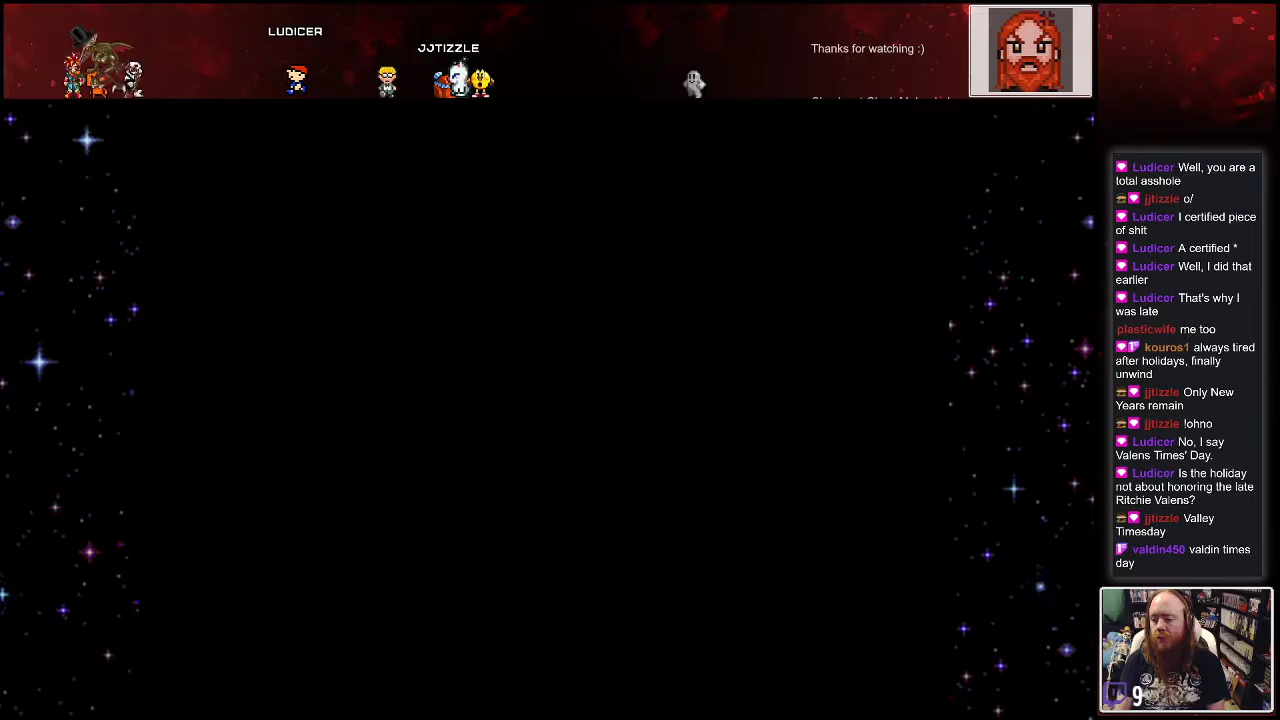 LUDICER
JJTIZZLE
Thanks for watching :)
Ludicer Well, you are a
total asshole
jjtizzle o/
Ludicer I certified piece
of shit
Ludicer A certified *
Ludicer Well, I did that
earlier
Ludicer That's why I
was late
plasticwife me too
kouros1 always tired
after holidays, finally
unwind
jjtizzle Only New
Years remain
jjtizzle !ohno
Ludicer No, I say
Valens Times' Day.
Ludicer Is the holiday
not about honoring the late
Ritchie Valens?
jjtizzle Valley
Timesday
valdin450 valdin times
day
9